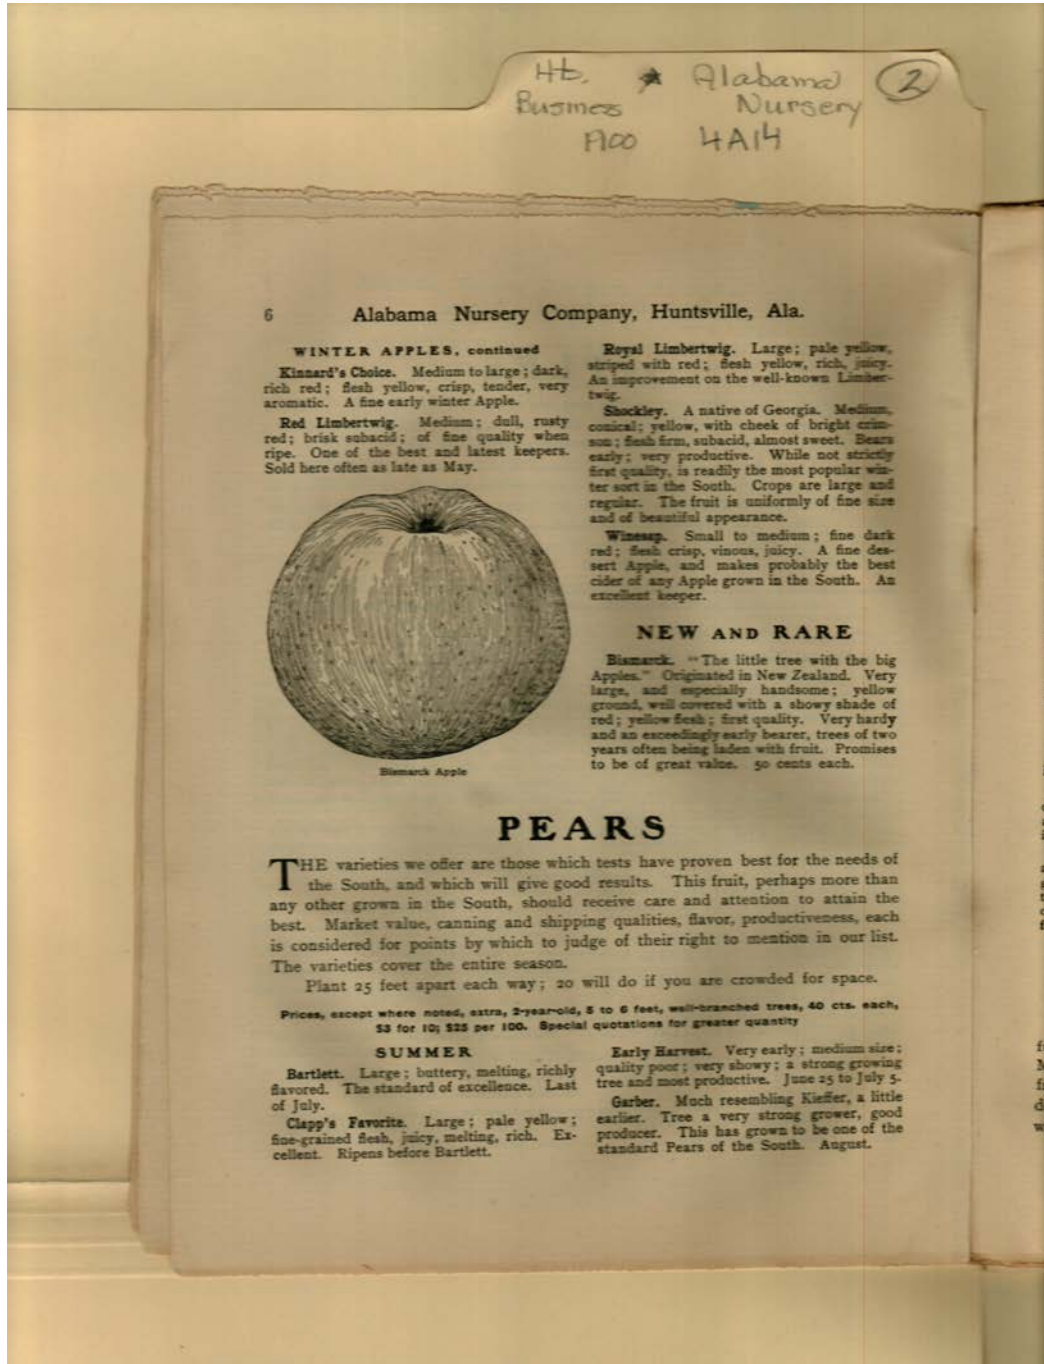 Ht. * Alabama 2
Business Nursery
1900 4A14
6 Alabama Nursery Company, Huntsville, Ala.
WINTER APPLES, continued
Kinnard's Choice. Medium to large; dark,
rich red; flesh yellow, crisp, tender, very
aromatic. A fine early winter Apple.
Red Limbertwig. Medium; dull, rusty
red; brisk subacid; of fine quality when
ripe. One of the best and latest keepers.
Sold here often as late as May.
Bismarck Apple
Royal Limbertwig. Large; pale yellow,
striped with red; flesh yellow, rich, juicy.
An improvement on the well-known Limber-
twig.
Shockley. A native of Georgia. Medium,
conical; yellow, with cheek of bright crim-
son; flesh firm, subacid, almost sweet. Bears
early; very productive. While not strictly
first quality, is readily the most popular win-
ter sort in the South. Crops are large and
regular. The fruit is uniformly of fine size
and of beautiful appearance.
Winesap. Small to medium; fine dark
red; flesh crisp, vinous, juicy. A fine des-
sert Apple, and makes probably the best
cider of any Apple grown in the South. An
excellent keeper.
NEW AND RARE
Bismarck. "The little tree with the big
Apples." Originated in New Zealand. Very
large, and especially handsome; yellow
ground, well covered with a showy shade of
red; yellow flesh; first quality. Very hardy
and an exceedingly early bearer, trees of two
years often being laden with fruit. Promises
to be of great value. 50 cents each.
PEARS
THE varieties we offer are those which tests have proven best for the needs of
the South, and which will give good results. This fruit, perhaps more than
any other grown in the South, should receive care and attention to attain the
best. Market value, canning and shipping qualities, flavor, productiveness, each
is considered for points by which to judge of their right to mention in our list.
The varieties cover the entire season.
Plant 25 feet apart each way; 20 will do if you are crowded for space.
Prices, except where noted, extra, 2-year-old, 5 to 6 feet, well-branched trees, 40 cts. each,
$3 for 10; $25 per 100. Special quotations for greater quantity
SUMMER
Bartlett. Large; buttery, melting, richly
flavored. The standard of excellence. Last
of July.
Clapp's Favorite. Large; pale yellow;
fine-grained flesh, juicy, melting, rich. Ex-
cellent. Ripens before Bartlett.
Early Harvest. Very early; medium size;
quality poor; very showy; a strong growing
tree and most productive. June 25 to July 5.
Garber. Much resembling Kieffer, a little
earlier. Tree a very strong grower, good
producer. This has grown to be one of the
standard Pears of the South. August.